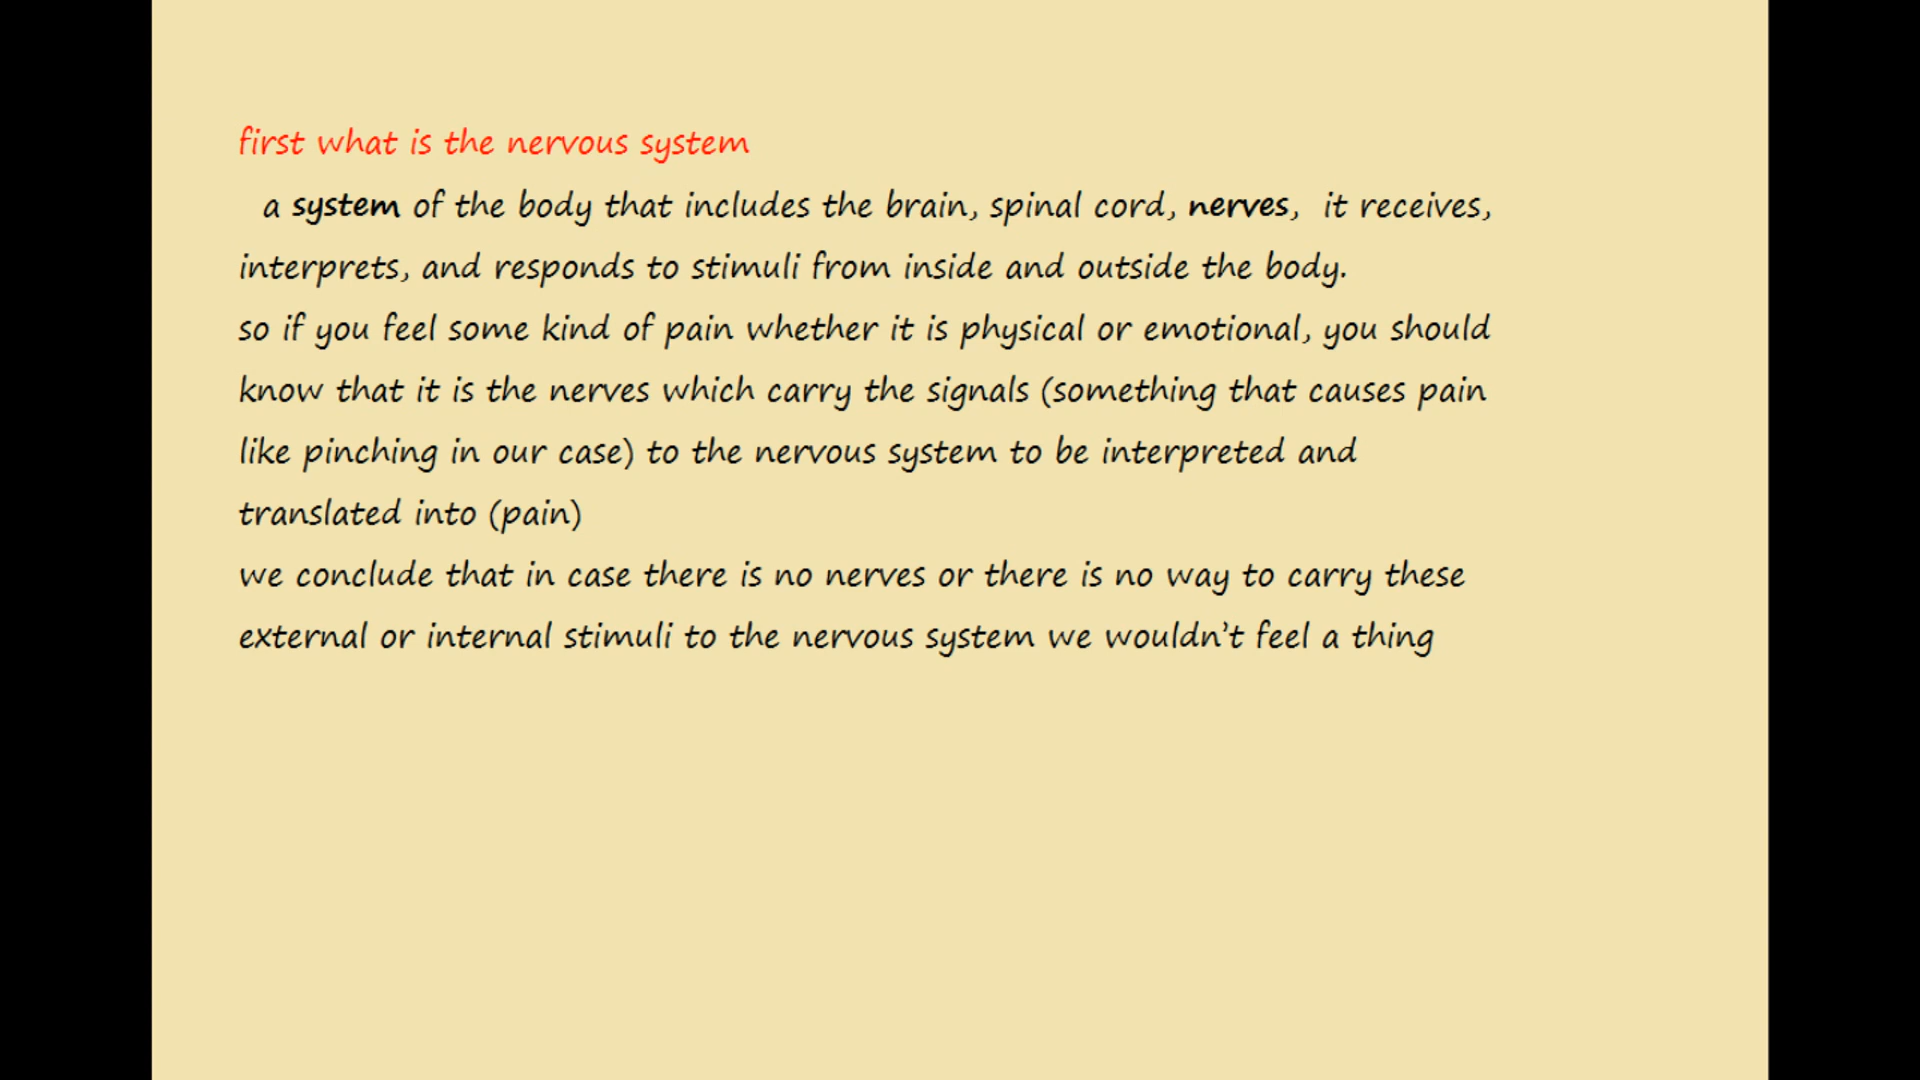 first what is the nervous system
a system of the body that includes the brain, spinal cord, nerves, it receives,
interprets, and responds to stimuli from inside and outside the body.
so if you feel some kind of pain whether it is physical or emotional, you should
know that it is the nerves which carry the signals (something that causes pain
like pinching in our case) to the nervous system to be interpreted and
translated into (pain)
we conclude that in case there is no nerves or there is no way to carry these
external or internal stimuli to the nervous system we wouldn’t feel a thing